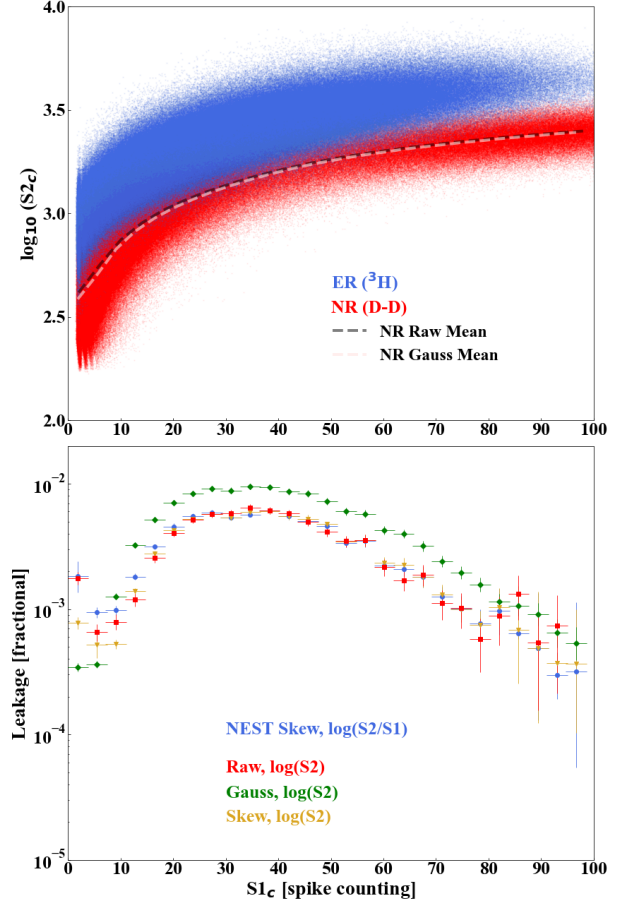 4.0
3.5
3.0
2.5
2.0
log₁₀ (S2c)
ER (³H)
NR (D-D)
NR Raw Mean
NR Gauss Mean
0 10 20 30 40 50 60 70 80 90 100
10⁻²
10⁻³
10⁻⁴
10⁻⁵
Leakage [fractional]
NEST Skew, log(S2/S1)
Raw, log(S2)
Gauss, log(S2)
Skew, log(S2)
0 10 20 30 40 50 60 70 80 90 100
S1c [spike counting]